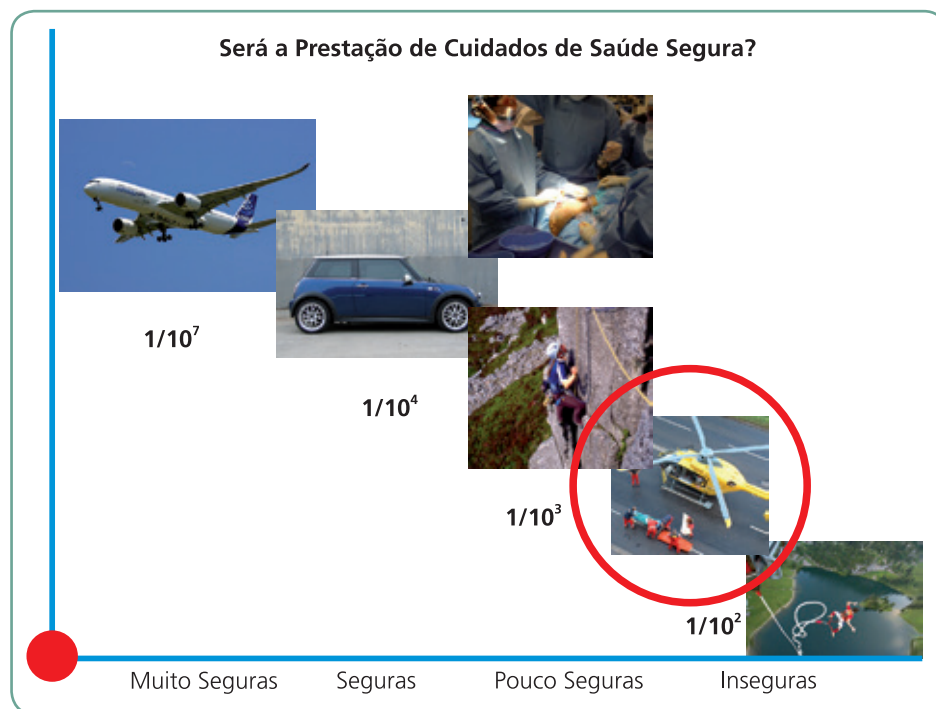 Será a Prestação de Cuidados de Saúde Segura?
1/10⁷
1/10⁴
1/10³
1/10²
Muito Seguras
Seguras
Pouco Seguras
Inseguras